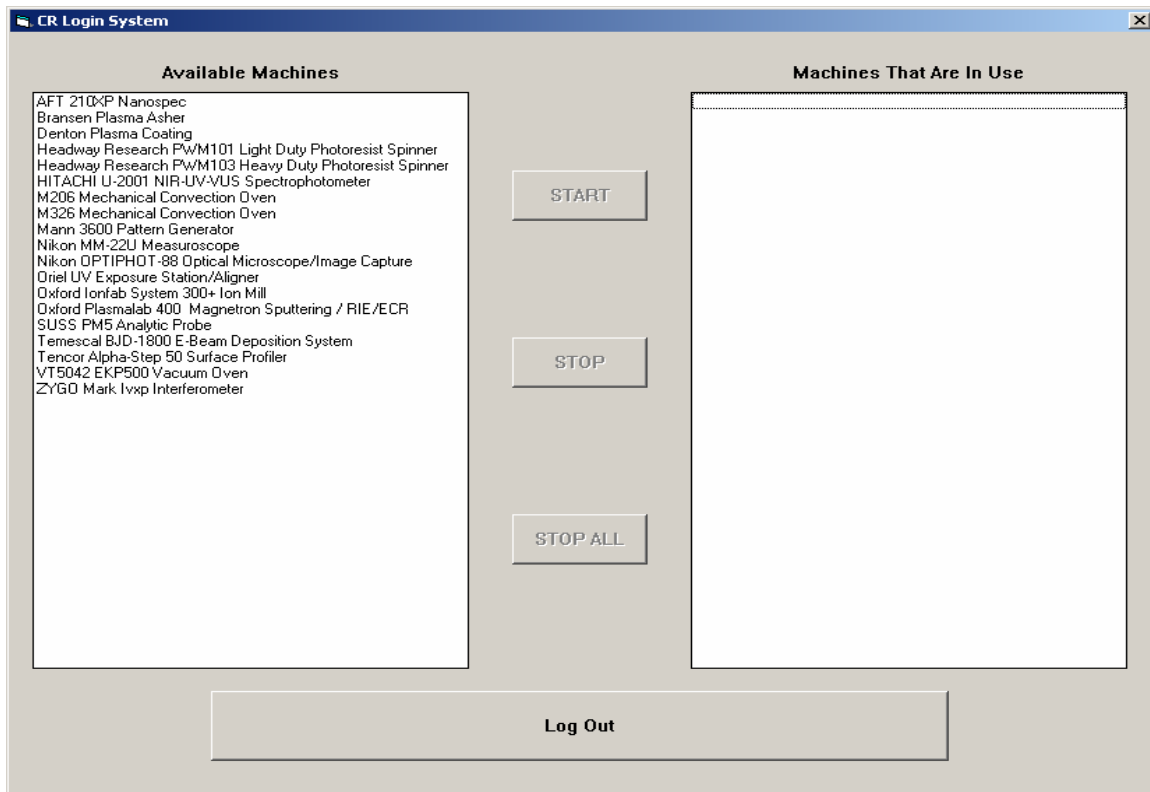 CR Login System
Available Machines
AFT 210XP Nanospec
Bransen Plasma Asher
Denton Plasma Coating
Headway Research PWM101 Light Duty Photoresist Spinner
Headway Research PWM103 Heavy Duty Photoresist Spinner
HITACHI U-2001 NIR-UV-VUS Spectrophotometer
M206 Mechanical Convection Oven
M326 Mechanical Convection Oven
Mann 3600 Pattern Generator
Nikon MM-22U Measuroscope
Nikon OPTIPHOT-88 Optical Microscope/Image Capture
Oriel UV Exposure Station/Aligner
Oxford Ionfab System 300+ Ion Mill
Oxford Plasmalab 400  Magnetron Sputtering / RIE/ECR
SUSS PM5 Analytic Probe
Temescal BJD-1800 E-Beam Deposition System
Tencor Alpha-Step 50 Surface Profiler
VT5042 EKP500 Vacuum Oven
ZYGO Mark Ivxp Interferometer
START
STOP
STOP ALL
Machines That Are In Use
Log Out